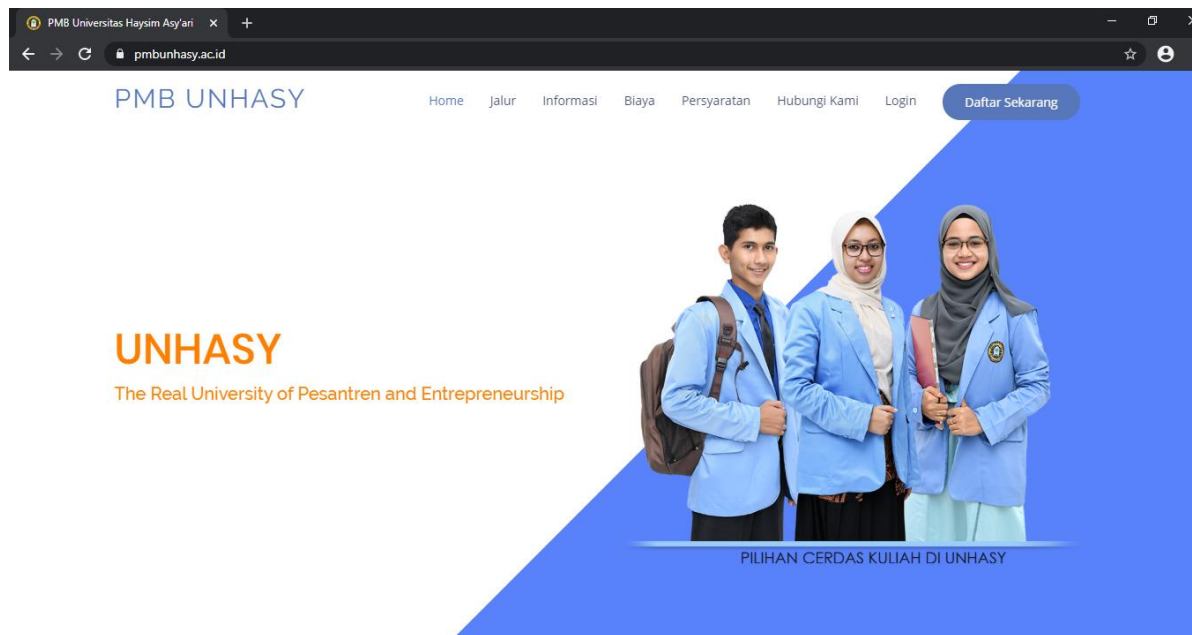 PMB Universitas Haysim Asy'ari
pmbunhasy.ac.id
PMB UNHASY
Home Jalur Informasi Biaya Persyaratan Hubungi Kami Login Daftar Sekarang
UNHASY
The Real University of Pesantren and Entrepreneurship
PILIHAN CERDAS KULIAH DI UNHASY